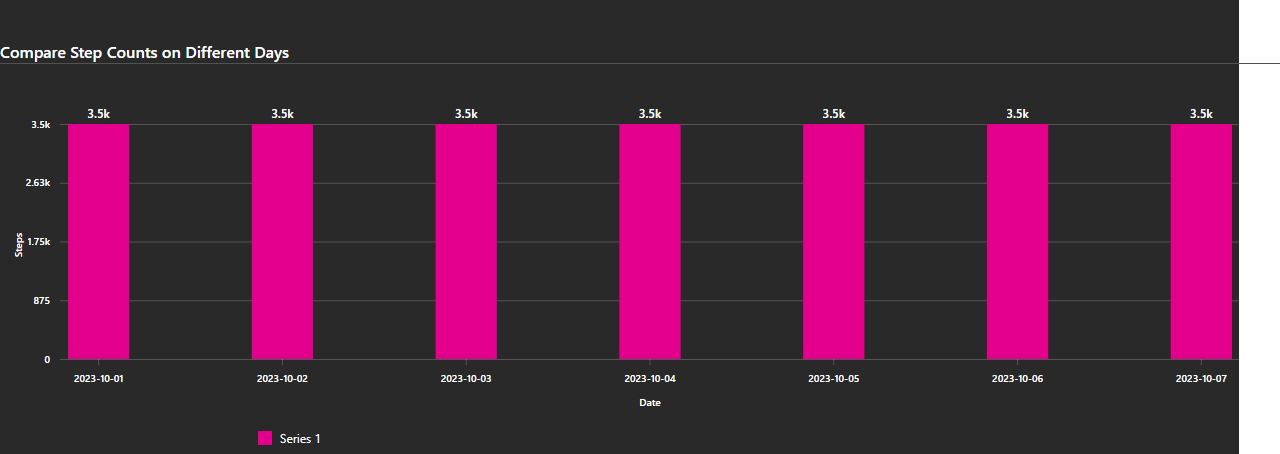 Compare Step Counts on Different Days
3.5k 3.5k 3.5k 3.5k 3.5k 3.5k 3.5k
3.5k
2.63k
1.75k
875
0
Steps
2023-10-01 2023-10-02 2023-10-03 2023-10-04 2023-10-05 2023-10-06 2023-10-07
Date
Series 1